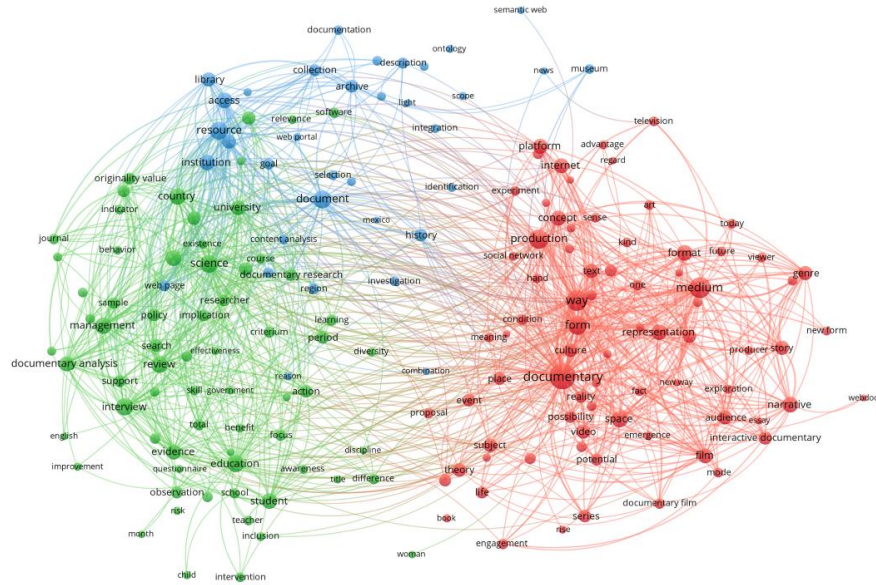 semantic web
documentation
ontology
library
collection
description
news
museum
archive
access
light
scope
television
relevance
software
resource
web portal
integration
platform
advantage
internet
regard
institution
goal
originality value
selection
identification
experiment
country
document
art
indicator
university
concept
sense
mexico
today
journal
existence
content analysis
history
production
kind
behavior
social network
format
future
viewer
science
course
text
hand
genre
documentary research
web page
region
investigation
one
medium
sample
researcher
way
policy
implication
learning
condition
management
form
representation
new form
criterium
period
meaning
search
effectiveness
diversity
culture
producer
story
documentary analysis
review
reason
combination
documentary
place
new way
support
skill
government
action
reality
fact
exploration
webdoc
interview
event
narrative
proposal
possibility
space
audience
essay
total
benefit
focus
video
emergence
interactive documentary
english
evidence
discipline
subject
film
improvement
questionnaire
education
awareness
title
difference
theory
potential
mode
observation
school
student
life
documentary film
risk
teacher
book
series
month
inclusion
rise
woman
engagement
child
intervention